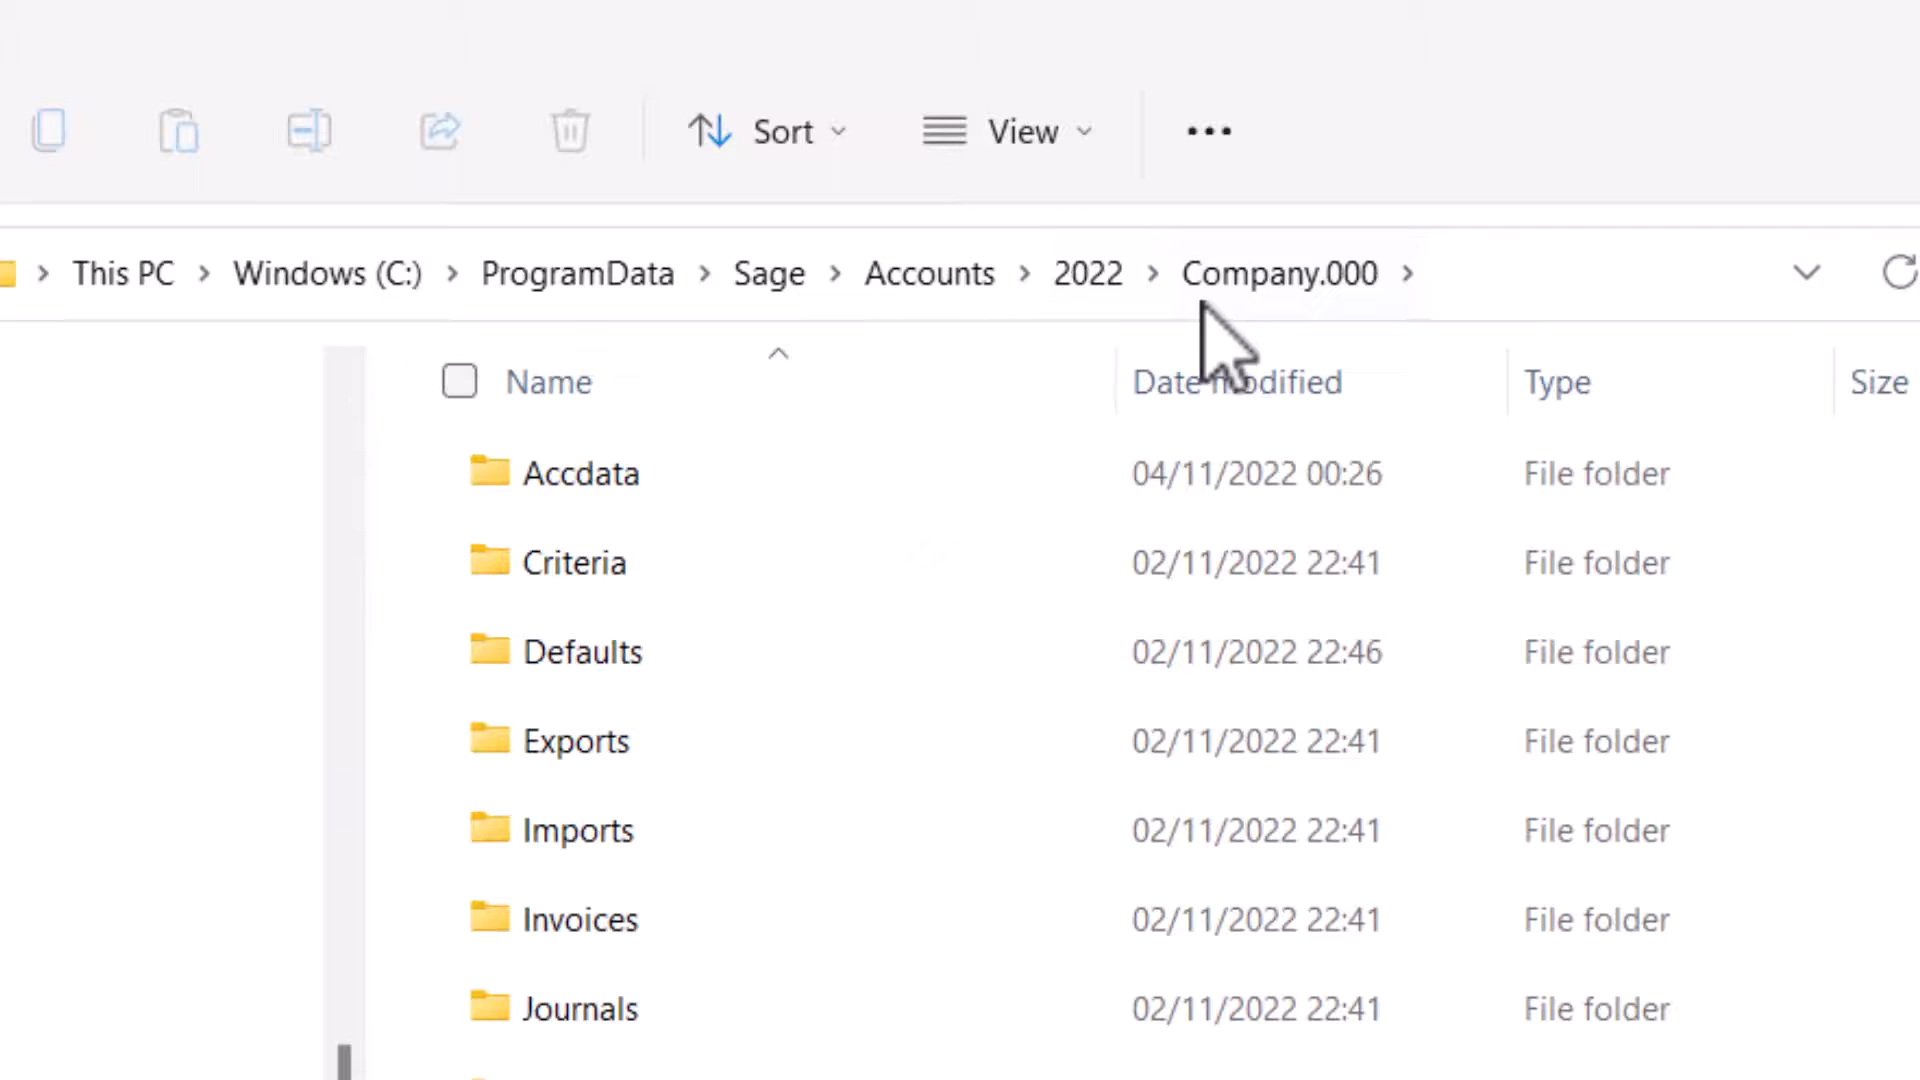 Sort View
This PC Windows (C:) ProgramData Sage Accounts 2022 Company.000
Name Date modified Type Size
Accdata 04/11/2022 00:26 File folder
Criteria 02/11/2022 22:41 File folder
Defaults 02/11/2022 22:46 File folder
Exports 02/11/2022 22:41 File folder
Imports 02/11/2022 22:41 File folder
Invoices 02/11/2022 22:41 File folder
Journals 02/11/2022 22:41 File folder